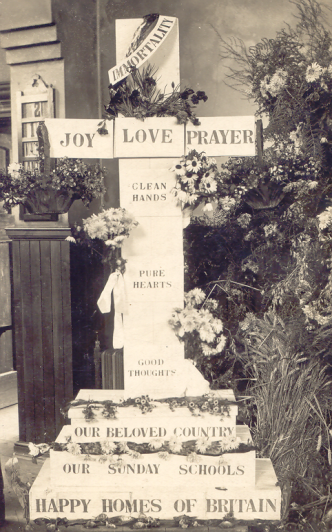 IMMORTALITY
JOY LOVE PRAYER
CLEAN
HANDS
PURE
HEARTS
GOOD
THOUGHTS
OUR BELOVED COUNTRY
OUR SUNDAY SCHOOLS
HAPPY HOMES OF BRITAIN